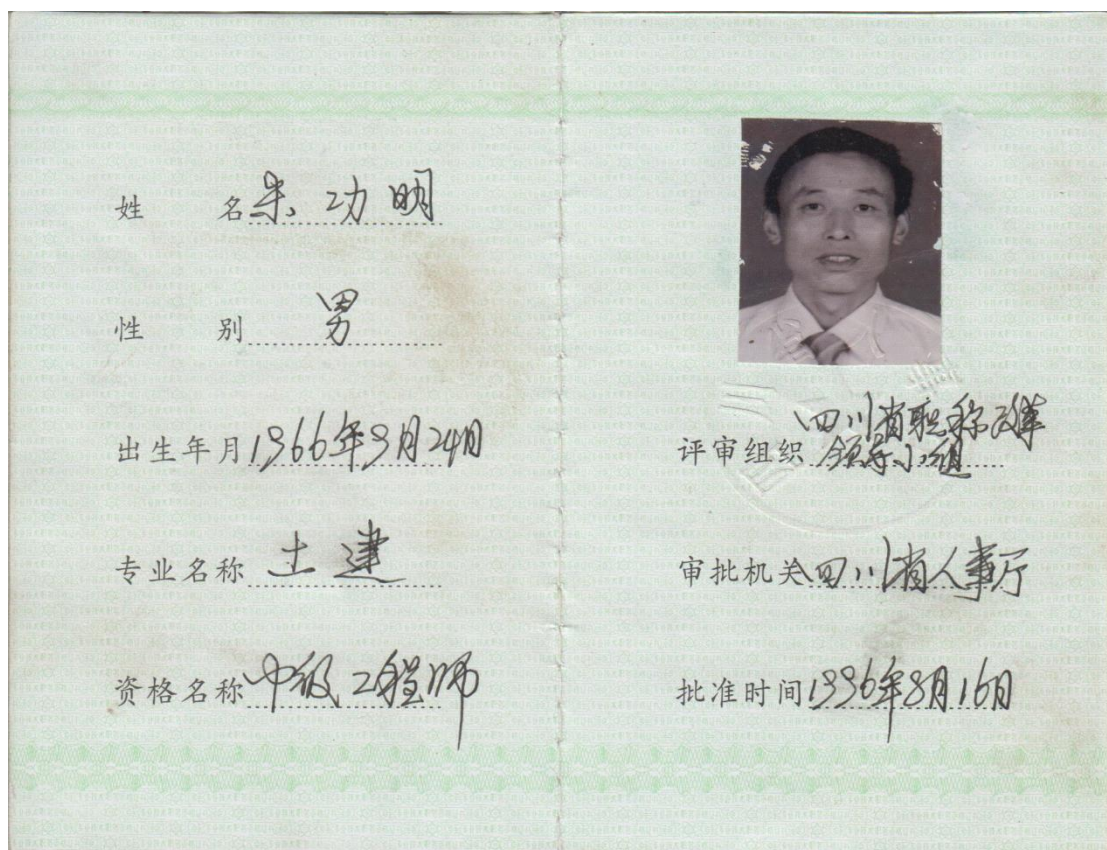 姓 名 朱功明
性 别 男
出生年月 1966年9月24日
专业名称 土建
资格名称 中级工程师
评审组织 四川省职称改革
领导小组
审批机关 四川省人事厅
批准时间 1996年8月16日